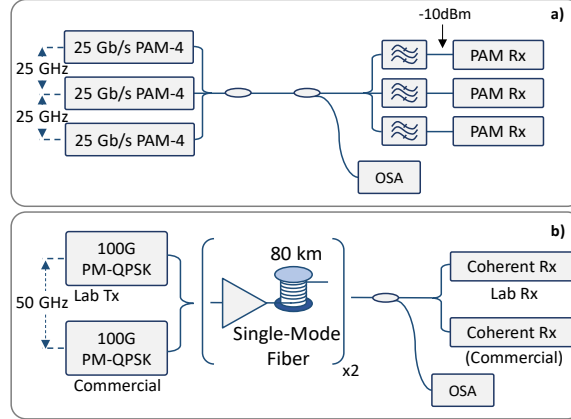 -10dBm
a)
25 Gb/s PAM-4
PAM Rx
25 GHz
25 Gb/s PAM-4
PAM Rx
25 GHz
25 Gb/s PAM-4
PAM Rx
OSA
b)
100G
PM-QPSK
Lab Tx
50 GHz
100G
PM-QPSK
Commercial
80 km
Single-Mode
Fiber
x2
Coherent Rx
Lab Rx
Coherent Rx
(Commercial)
OSA